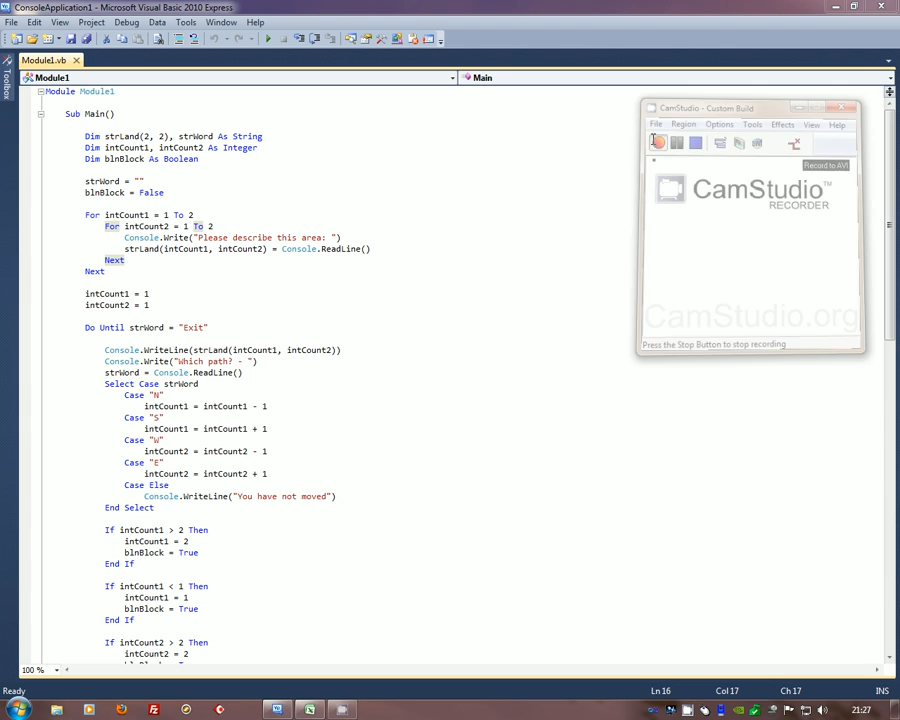 ConsoleApplication1 - Microsoft Visual Basic 2010 Express
File Edit View Project Debug Data Tools Window Help
Module1.vb
Module1
Main
Toolbox
Module Module1
Sub Main()
Dim strLand(2, 2), strWord As String
Dim intCount1, intCount2 As Integer
Dim blnBlock As Boolean
strWord = ""
blnBlock = False
For intCount1 = 1 To 2
For intCount2 = 1 To 2
Console.Write("Please describe this area: ")
strLand(intCount1, intCount2) = Console.ReadLine()
Next
Next
intCount1 = 1
intCount2 = 1
Do Until strWord = "Exit"
Console.WriteLine(strLand(intCount1, intCount2))
Console.Write("Which path? - ")
strWord = Console.ReadLine()
Select Case strWord
Case "N"
intCount1 = intCount1 - 1
Case "S"
intCount1 = intCount1 + 1
Case "W"
intCount2 = intCount2 - 1
Case "E"
intCount2 = intCount2 + 1
Case Else
Console.WriteLine("You have not moved")
End Select
If intCount1 > 2 Then
intCount1 = 2
blnBlock = True
End If
If intCount1 < 1 Then
intCount1 = 1
blnBlock = True
End If
If intCount2 > 2 Then
intCount2 = 2
blnBlock = True
CamStudio - Custom Build
File Region Options Tools Effects View Help
Record to AVI
CamStudio™
RECORDER
CamStudio.org
Press the Stop Button to stop recording
100 %
Ready
Ln 16
Col 17
Ch 17
INS
21:27